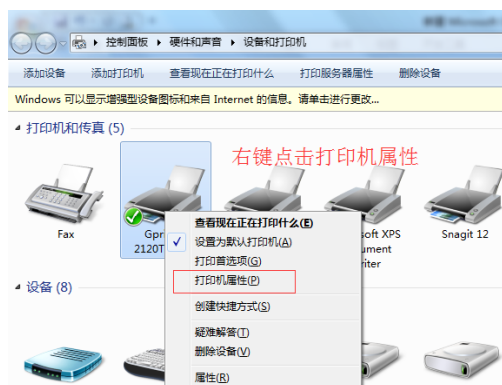 控制面板 ▸ 硬件和声音 ▸ 设备和打印机
添加设备 添加打印机 查看现在正在打印什么 打印服务器属性 删除设备
Windows 可以显示增强型设备图标和来自 Internet 的信息。请单击进行更改...
打印机和传真 (5)
右键点击打印机属性
Fax
Gpr
2120T
soft XPS
ument
riter
Snagit 12
查看现在正在打印什么(E)
设置为默认打印机(A)
打印首选项(G)
打印机属性(P)
创建快捷方式(S)
疑难解答(T)
删除设备(V)
属性(R)
设备 (8)